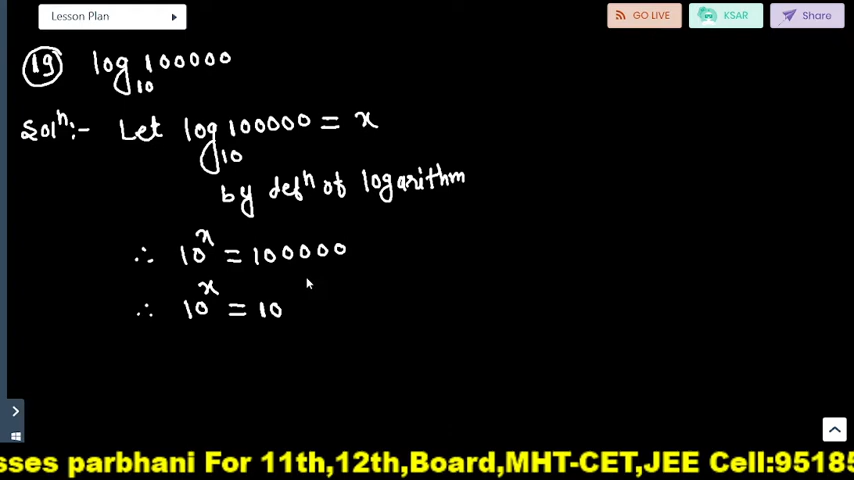 Lesson Plan
GO LIVE
KSAR
Share
19 log₁₀ 100000
Solⁿ:- Let log₁₀ 100000 = x
by defⁿ of logarithm
∴ 10ˣ = 100000
∴ 10ˣ = 10
sses parbhani For 11th,12th,Board,MHT-CET,JEE Cell:95185